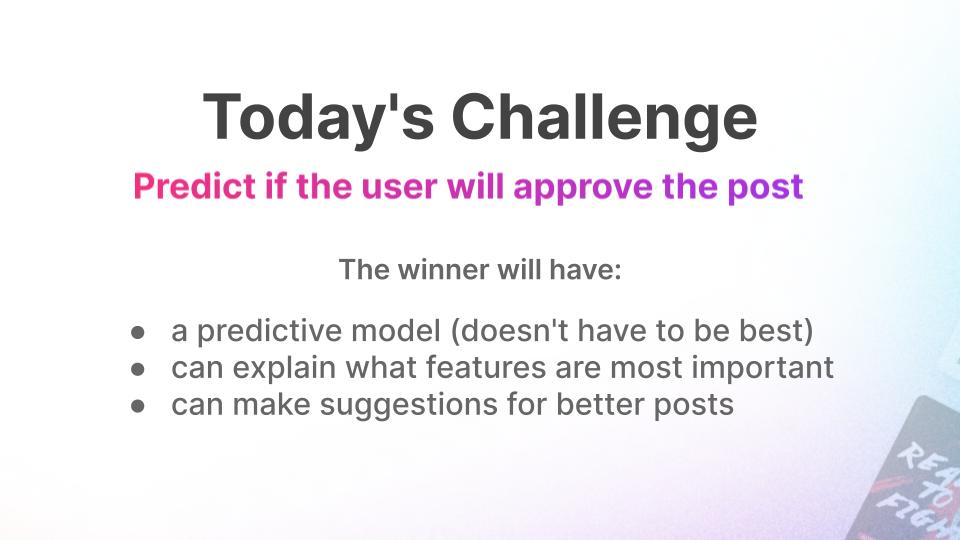 Today's Challenge
Predict if the user will approve the post
The winner will have:
● a predictive model (doesn't have to be best)
● can explain what features are most important
● can make suggestions for better posts
TO